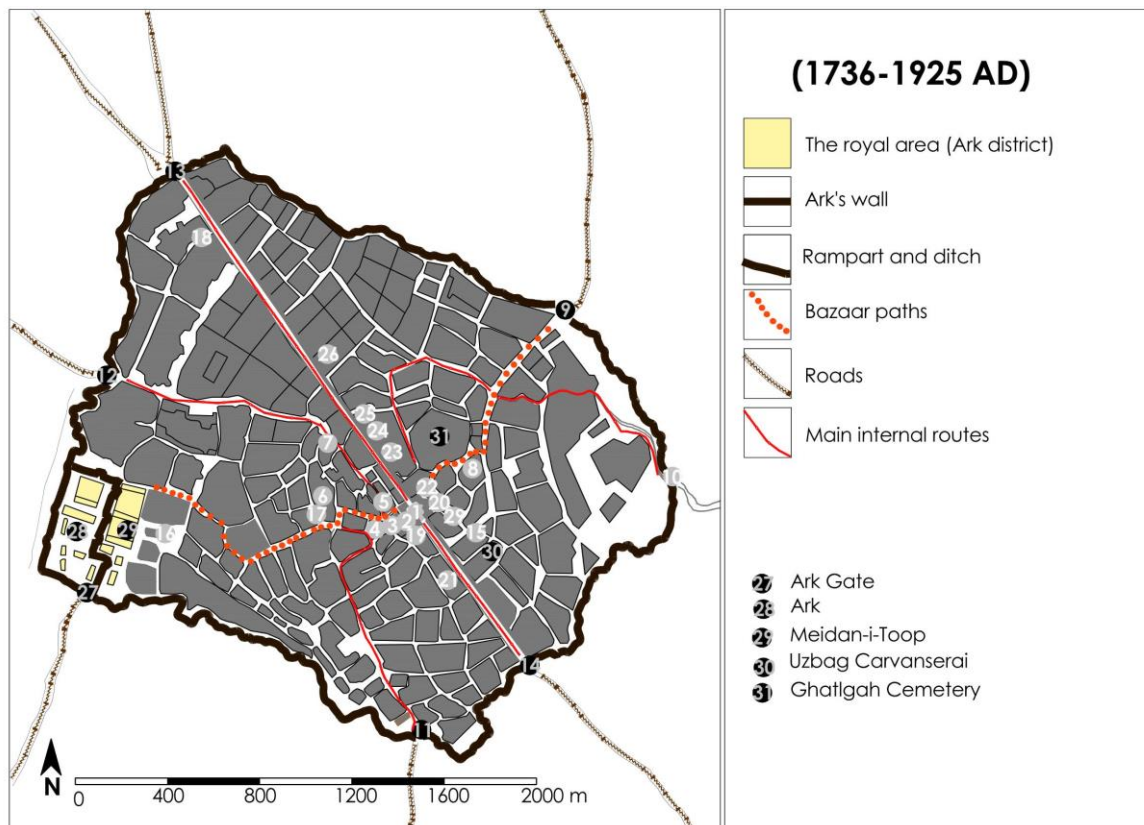 (1736-1925 AD)
The royal area (Ark district)
Ark's wall
Rampart and ditch
Bazaar paths
Roads
Main internal routes
27 Ark Gate
28 Ark
29 Meidan-i-Toop
30 Uzbag Carvanserai
31 Ghatlgah Cemetery
13
18
9
26
12
25
24
23
31
7
8
10
22
6
5
20
17
1
29
2
3
4
19
15
16
28
29
30
21
27
14
11
N
0 400 800 1200 1600 2000 m